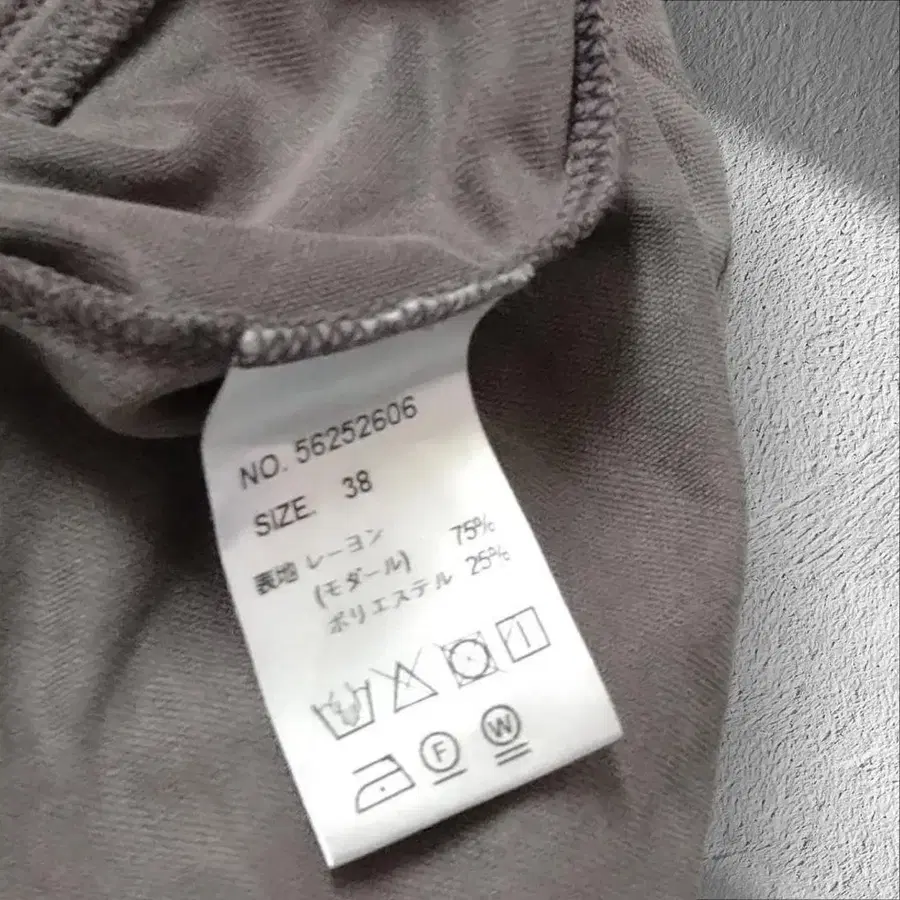 NO. 56252606
SIZE. 38
表地 レーヨン 75%
(モダール)
ポリエステル 25%
F W